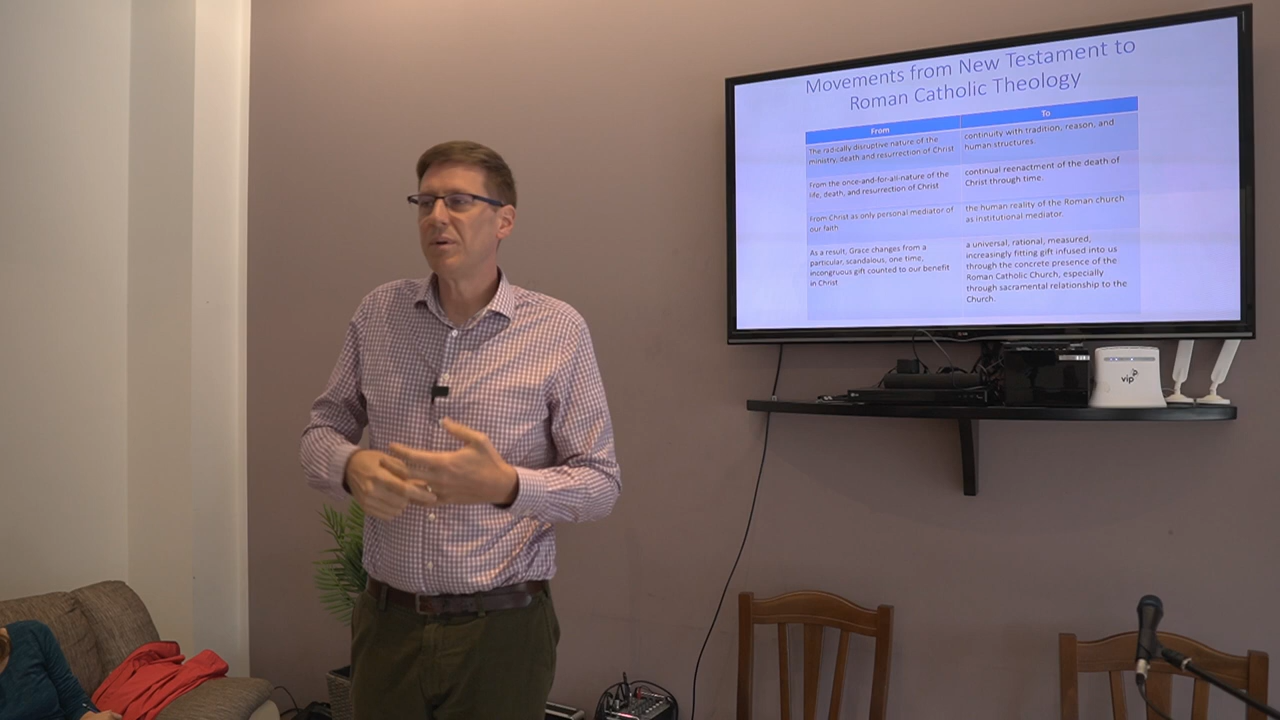 Movements from New Testament to
Roman Catholic Theology
From
To
The radically disruptive nature of the
ministry, death and resurrection of Christ
continuity with tradition, reason, and
human structures.
From the once-and-for-all-nature of the
life, death, and resurrection of Christ
continual reenactment of the death of
Christ through time.
From Christ as only personal mediator of
our faith
the human reality of the Roman church
as institutional mediator.
As a result, Grace changes from a
particular, scandalous, one time,
incongruous gift counted to our benefit
in Christ
a universal, rational, measured,
increasingly fitting gift infused into us
through the concrete presence of the
Roman Catholic Church, especially
through sacramental relationship to the
Church.
vip